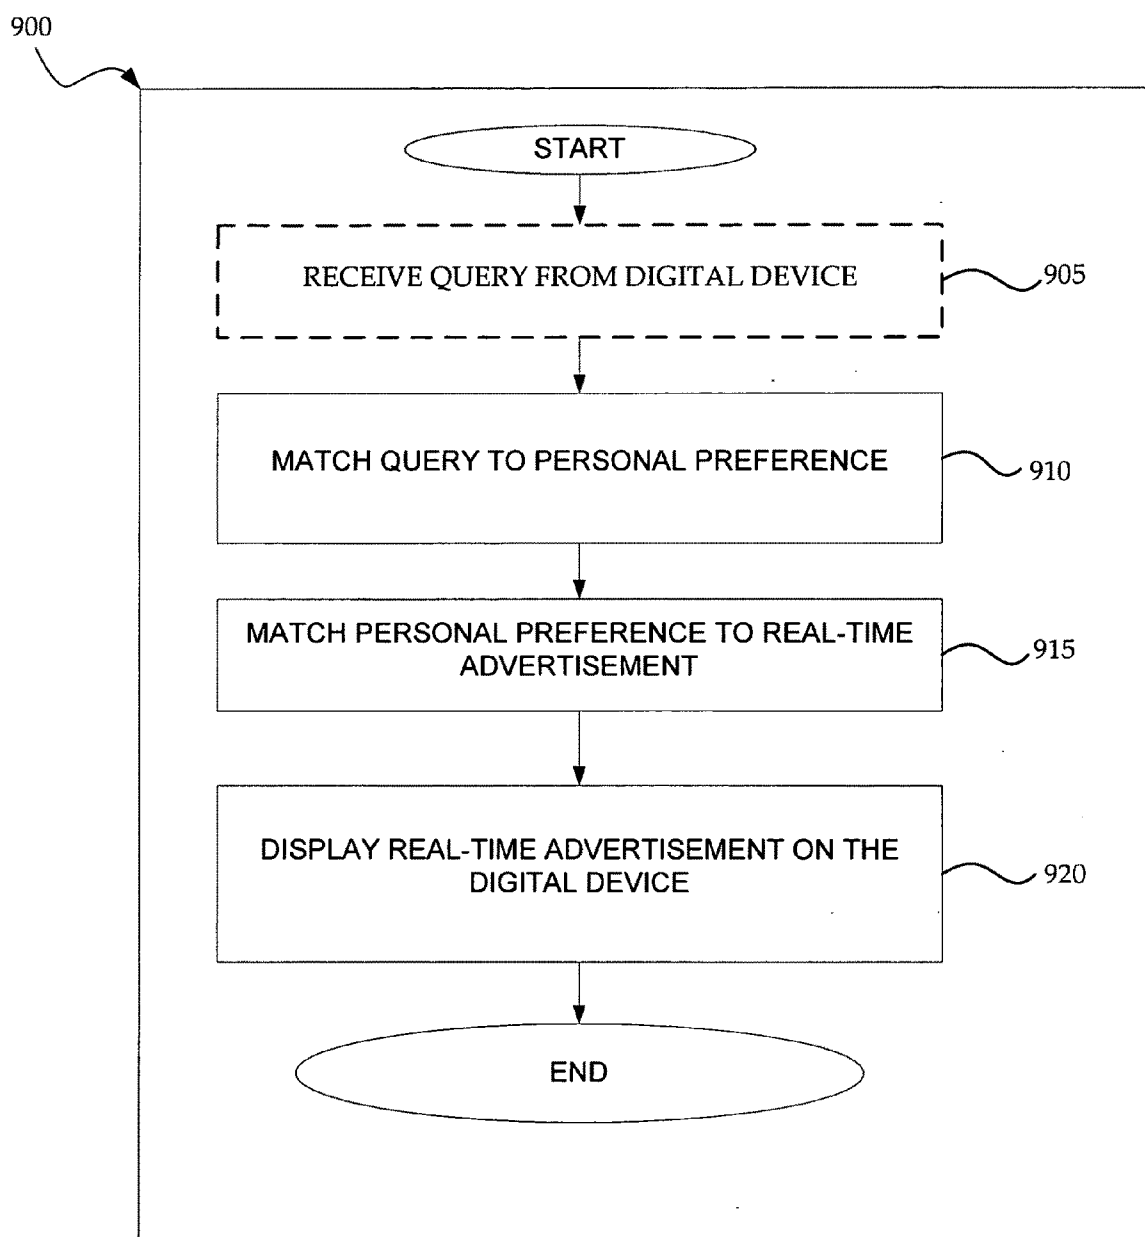 900
START
RECEIVE QUERY FROM DIGITAL DEVICE
905
MATCH QUERY TO PERSONAL PREFERENCE
910
MATCH PERSONAL PREFERENCE TO REAL-TIME
ADVERTISEMENT
915
DISPLAY REAL-TIME ADVERTISEMENT ON THE
DIGITAL DEVICE
920
END